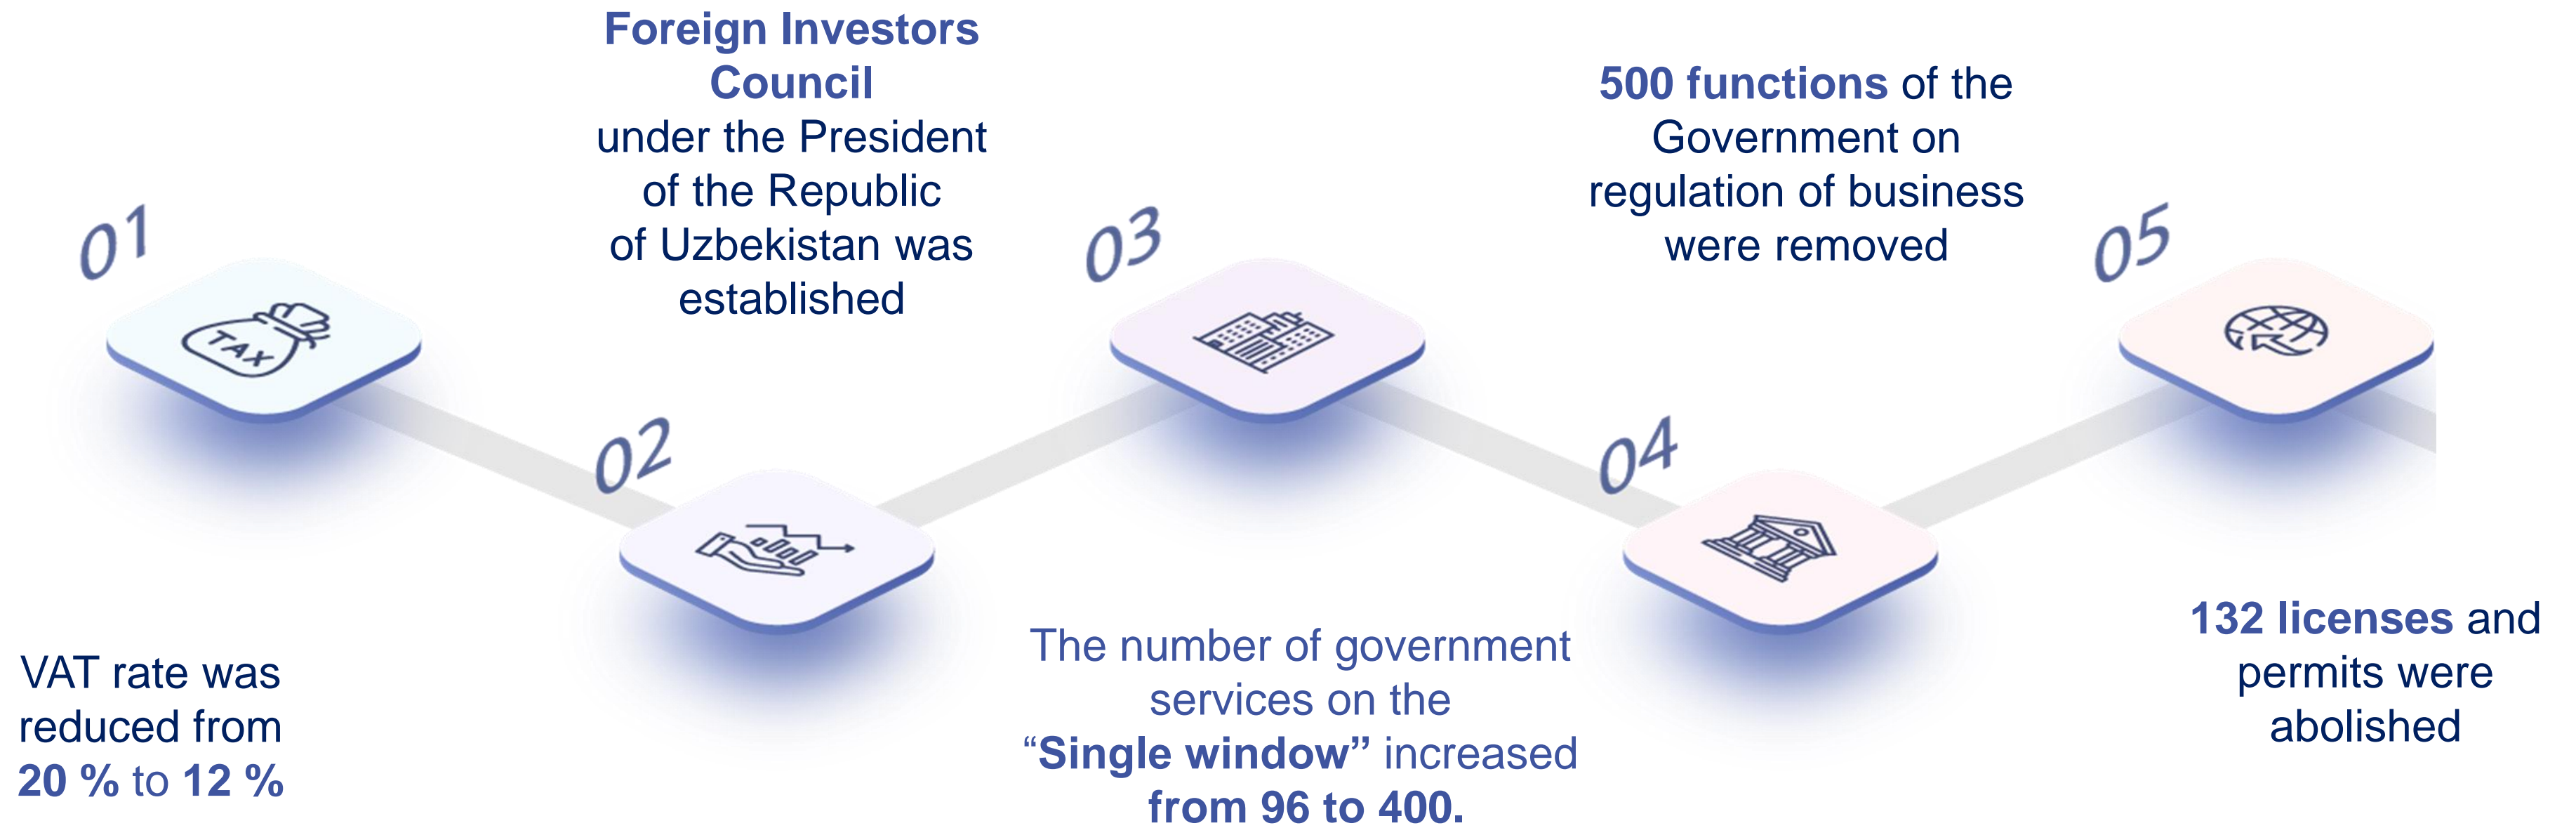 01
TAX
VAT rate was
reduced from
20 % to 12 %
Foreign Investors
Council
under the President
of the Republic
of Uzbekistan was
established
02
03
The number of government
services on the
“Single window” increased
from 96 to 400.
500 functions of the
Government on
regulation of business
were removed
04
05
132 licenses and
permits were
abolished